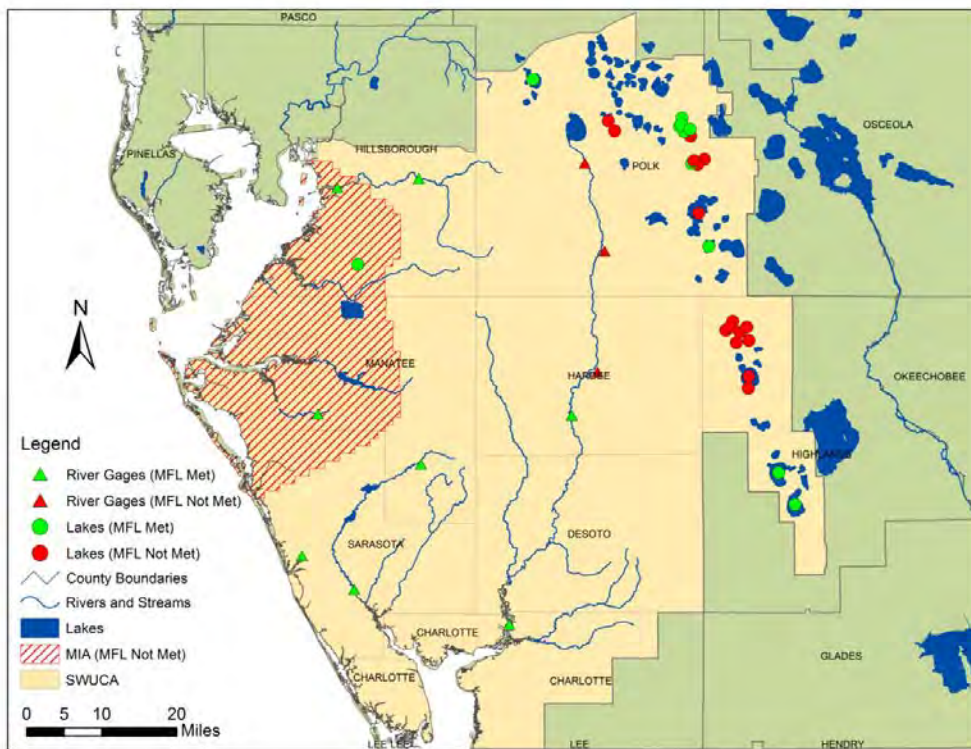 PASCO
OSCEOLA
PINELLAS
HILLSBOROUGH
POLK
N
MANATEE
HARDEE
OKEECHOBEE
HIGHLANDS
SARASOTA
DESOTO
CHARLOTTE
GLADES
CHARLOTTE
CHARLOTTE
LEE LEE
LEE
HENDRY
Legend
River Gages (MFL Met)
River Gages (MFL Not Met)
Lakes (MFL Met)
Lakes (MFL Not Met)
County Boundaries
Rivers and Streams
Lakes
MIA (MFL Not Met)
SWUCA
0 5 10 20
Miles